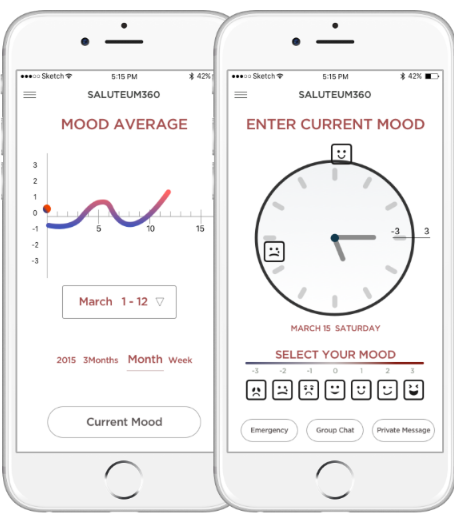 Sketch 5:15 PM 42%
SALUTEUM360
MOOD AVERAGE
3
2
1
0
-1
-2
-3
5 10 15
March 1 - 12
2015 3Months Month Week
Current Mood
Sketch 5:15 PM 42%
SALUTEUM360
ENTER CURRENT MOOD
-3 3
MARCH 15 SATURDAY
SELECT YOUR MOOD
-3 -2 -1 0 1 2 3
Emergency Group Chat Private Message